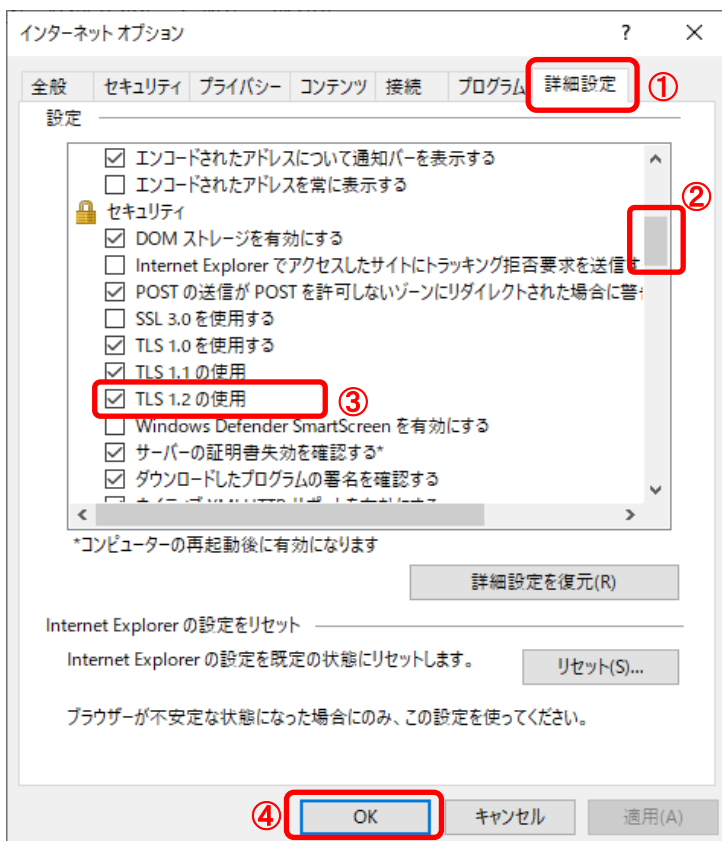 インターネット オプション ? ×
全般 セキュリティ プライバシー コンテンツ 接続 プログラム 詳細設定 ①
設定
エンコードされたアドレスについて通知バーを表示する
エンコードされたアドレスを常に表示する
②
セキュリティ
DOM ストレージを有効にする
Internet Explorer でアクセスしたサイトにトラッキング拒否要求を送信す
POST の送信が POST を許可しないゾーンにリダイレクトされた場合に警
SSL 3.0 を使用する
TLS 1.0 を使用する
TLS 1.1 の使用
TLS 1.2 の使用 ③
Windows Defender SmartScreen を有効にする
サーバーの証明書失効を確認する*
ダウンロードしたプログラムの署名を確認する
*コンピューターの再起動後に有効になります
詳細設定を復元(R)
Internet Explorer の設定をリセット
Internet Explorer の設定を既定の状態にリセットします。
リセット(S)...
ブラウザーが不安定な状態になった場合にのみ、この設定を使ってください。
④ OK キャンセル 適用(A)